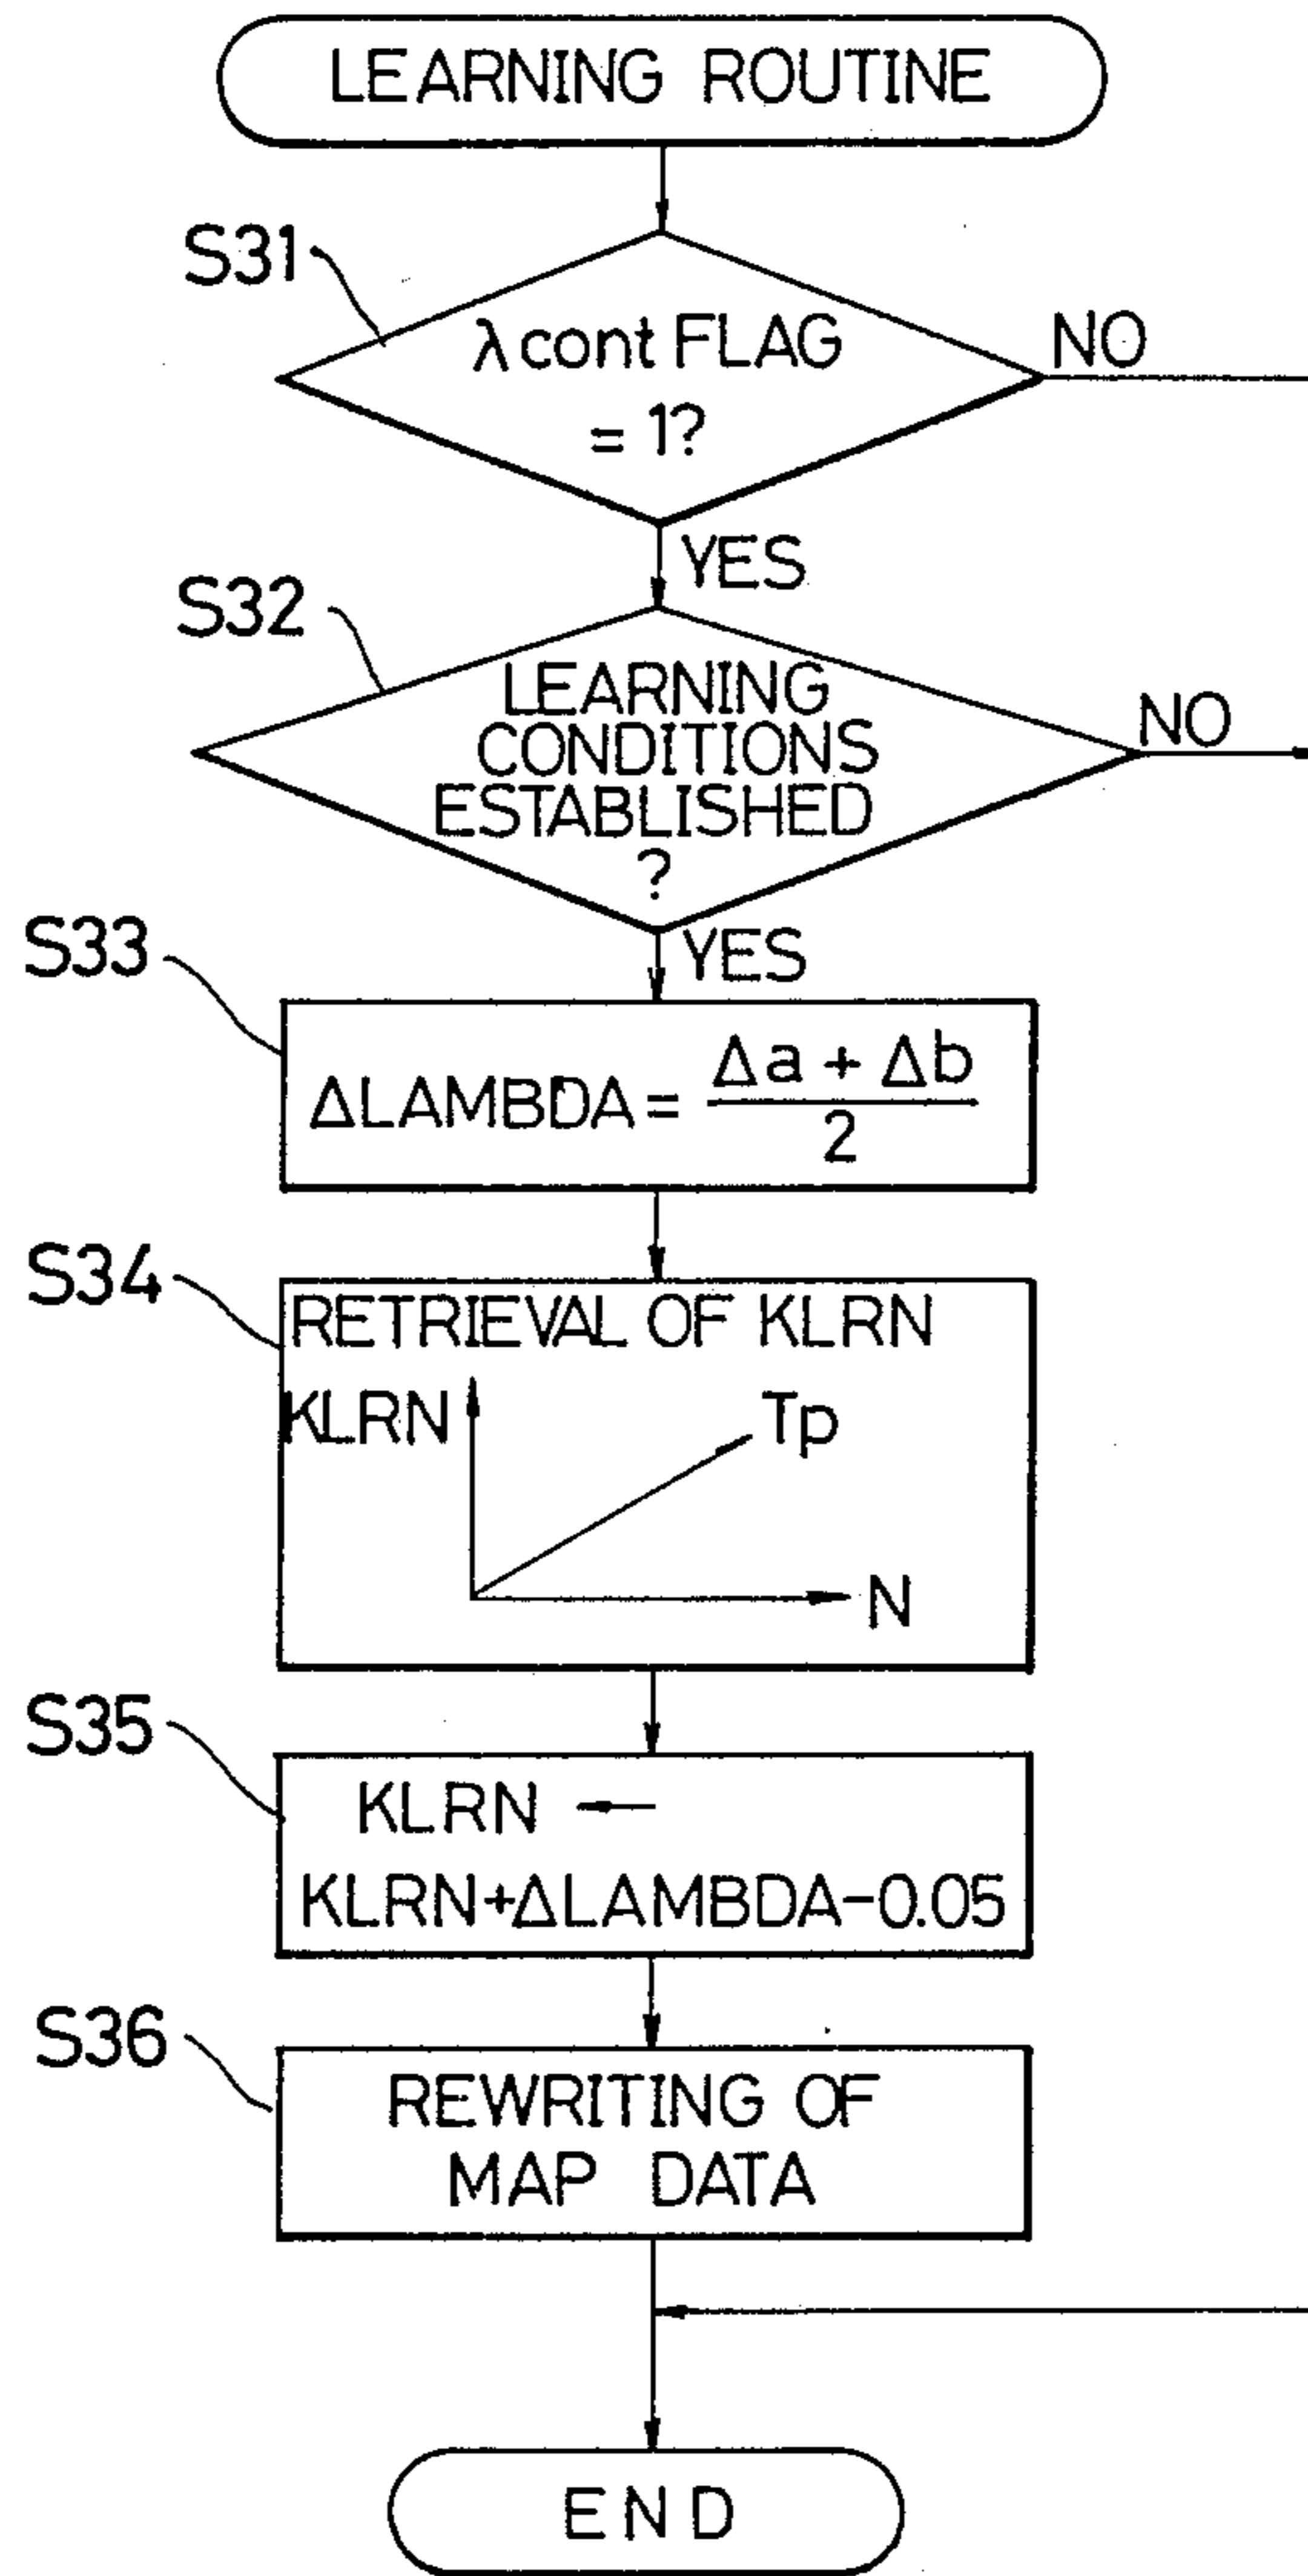 LEARNING ROUTINE
S31
λcont FLAG
= 1?
NO
YES
S32
LEARNING
CONDITIONS
ESTABLISHED
?
NO
YES
S33
ΔLAMBDA = (Δa + Δb) / 2
S34
RETRIEVAL OF KLRN
KLRN
Tp
N
S35
KLRN ←
KLRN+ΔLAMBDA-0.05
S36
REWRITING OF
MAP DATA
END